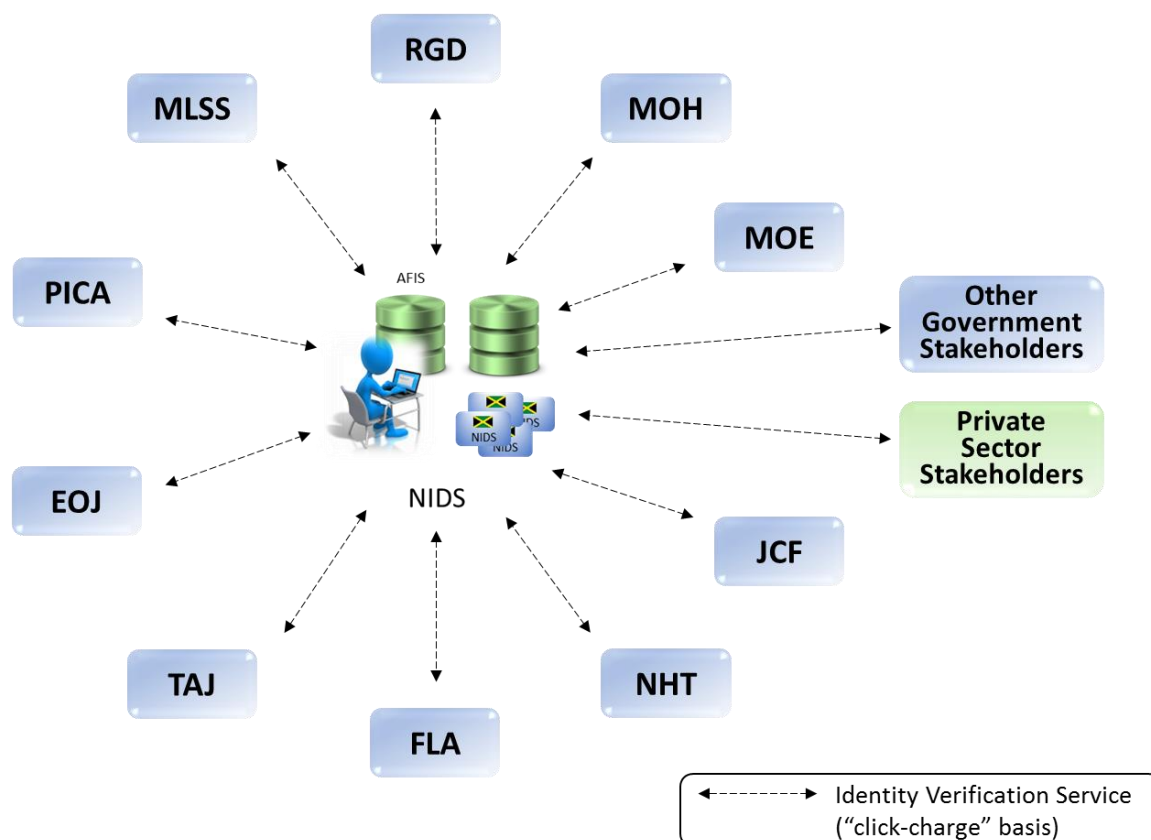 RGD
MLSS
MOH
MOE
PICA
AFIS
Other
Government
Stakeholders
NIDS
NIDS
NIDS
Private
Sector
Stakeholders
EOJ
NIDS
JCF
TAJ
NHT
FLA
Identity Verification Service
(“click-charge” basis)